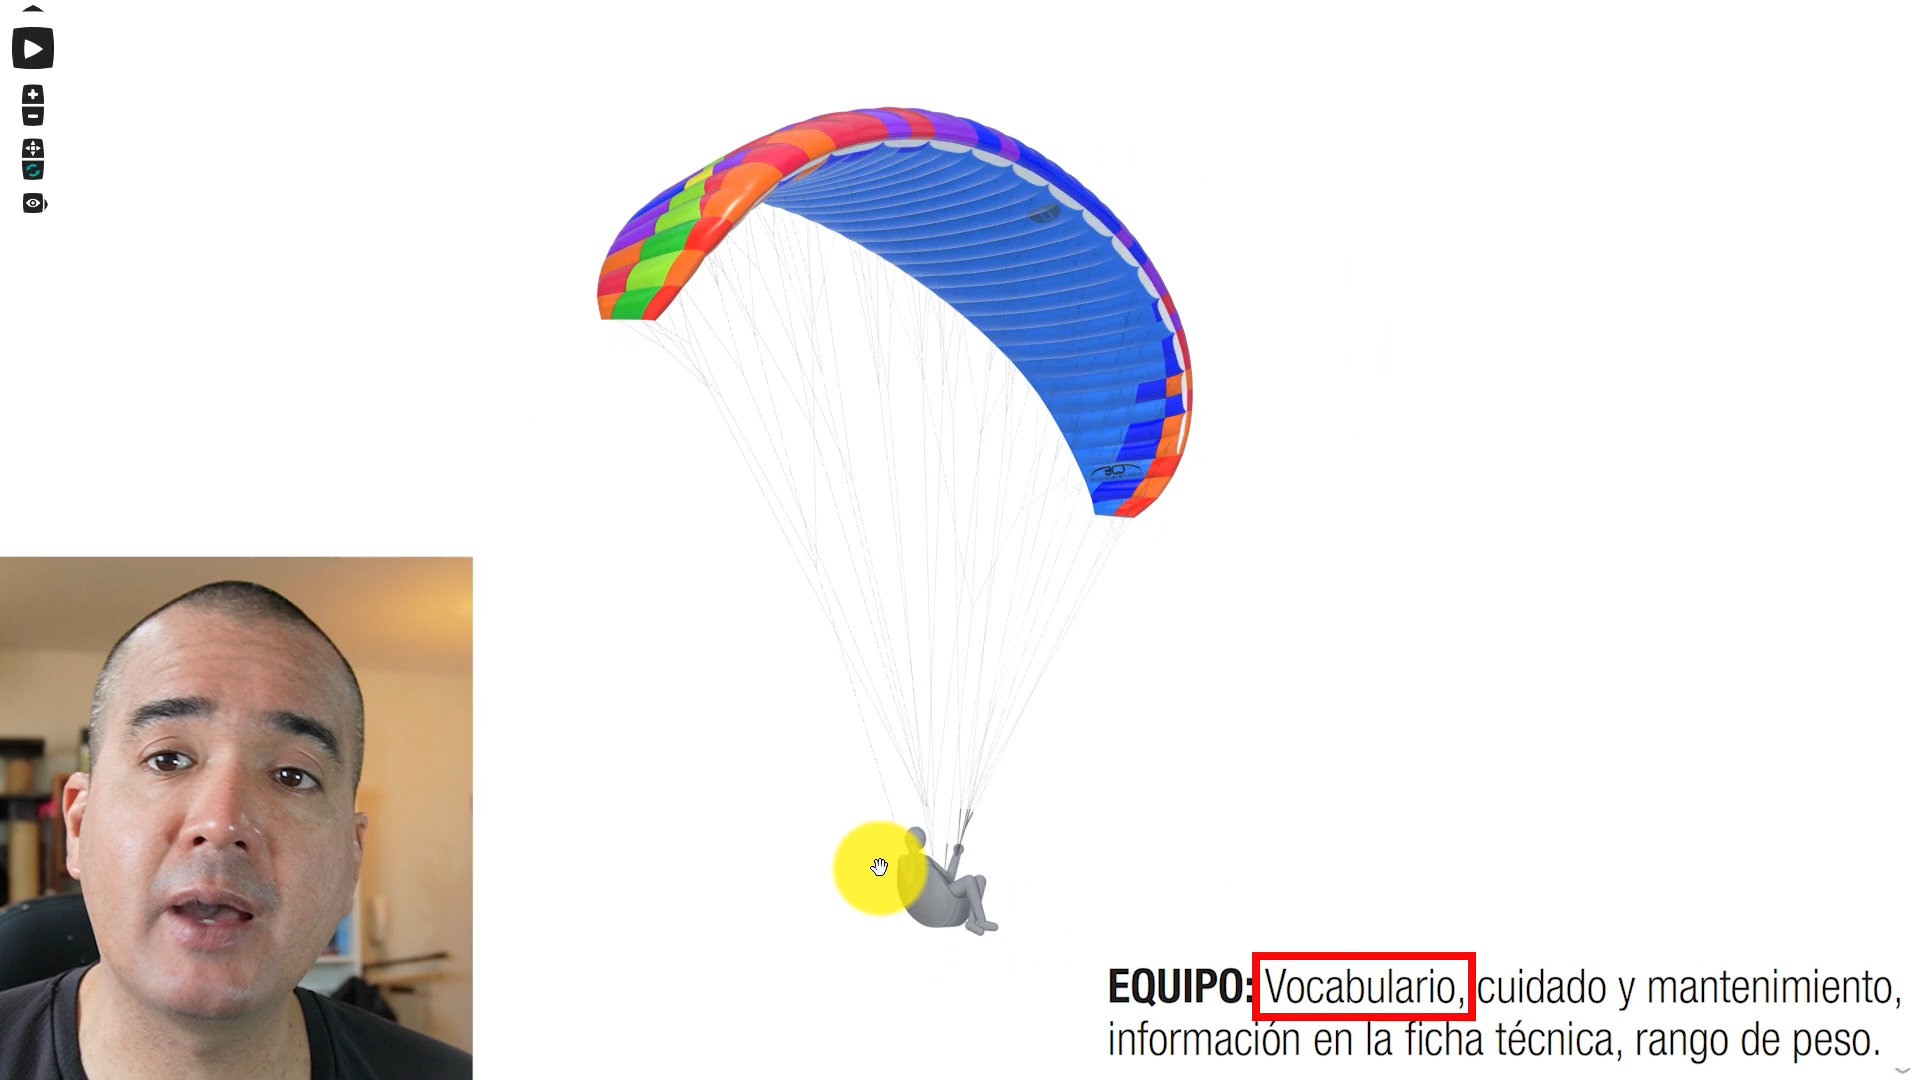 EQUIPO: Vocabulario, cuidado y mantenimiento,
información en la ficha técnica, rango de peso.